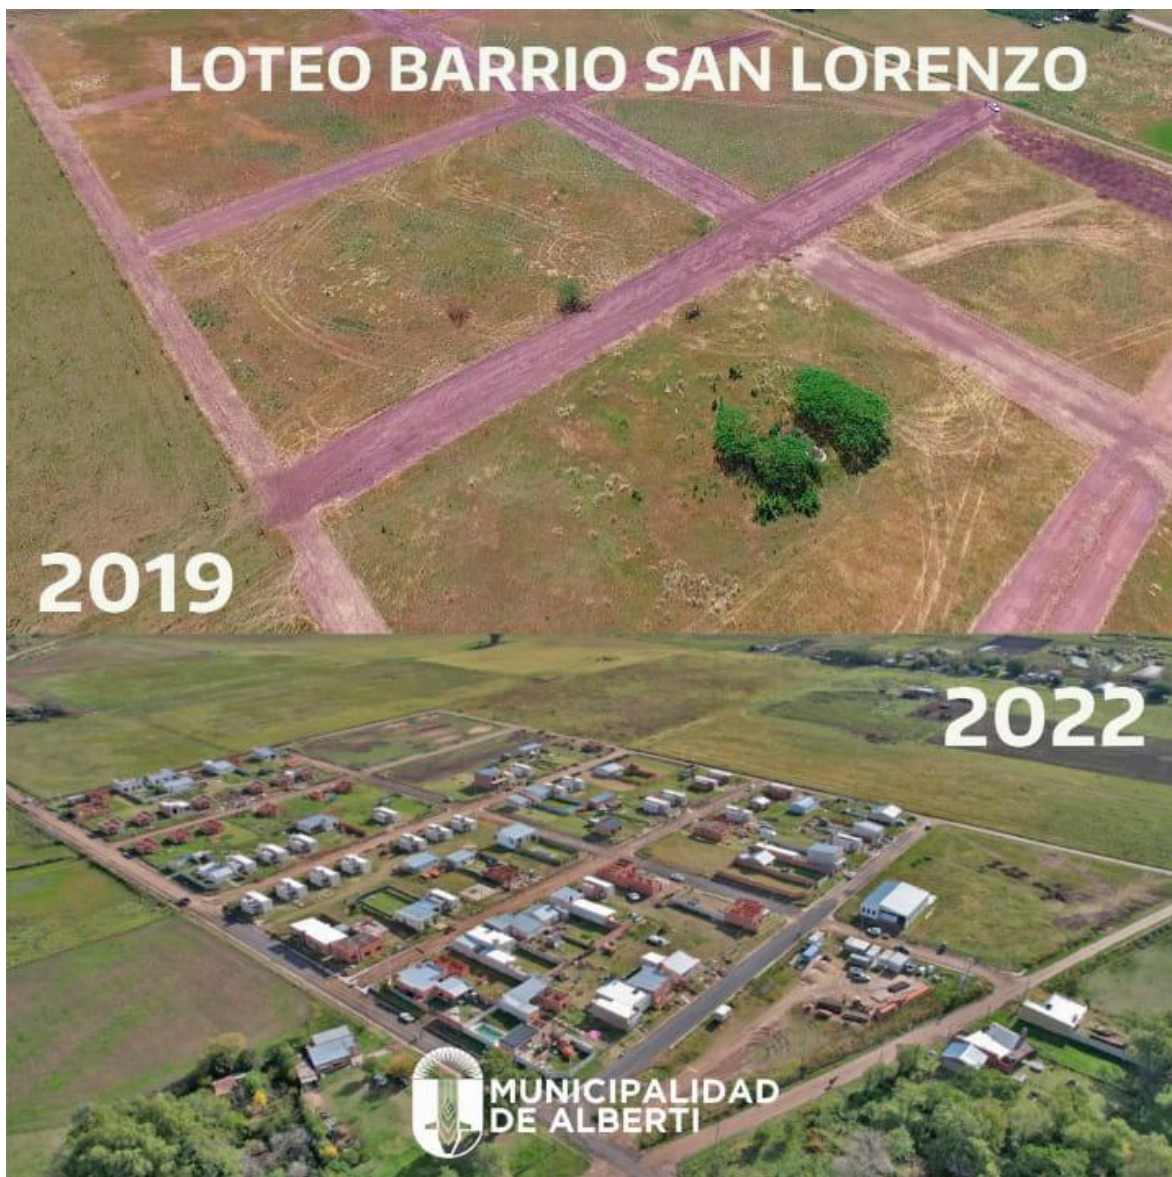 LOTEO BARRIO SAN LORENZO
2019
2022
MUNICIPALIDAD
DE ALBERTI